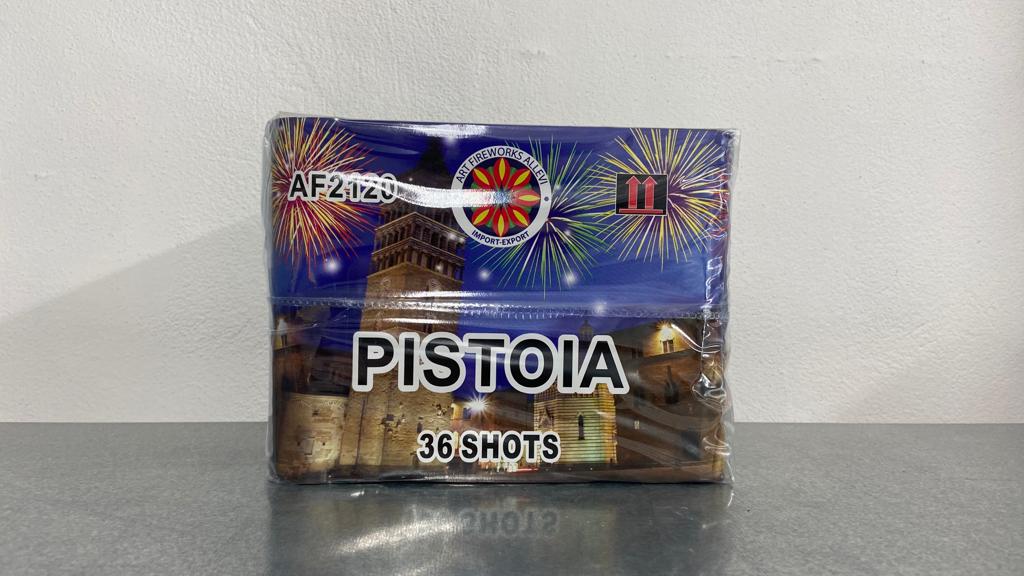 AF2120
ART FIREWORKS ALLEVI
IMPORT-EXPORT
PISTOIA
36 SHOTS